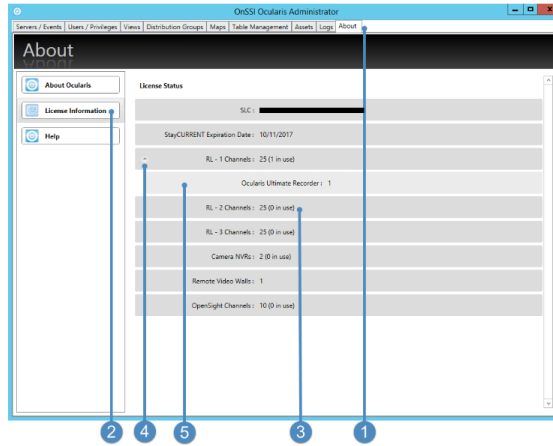 OnSSI Ocularis Administrator
Servers / Events Users / Privileges Views Distribution Groups Maps Table Management Assets Logs About
About
About Ocularis
License Information
Help
License Status
SLC :
StayCURRENT Expiration Date : 10/11/2017
RL - 1 Channels : 25 (1 in use)
Ocularis Ultimate Recorder : 1
RL - 2 Channels : 25 (0 in use)
RL - 3 Channels : 25 (0 in use)
Camera NVRs : 2 (0 in use)
Remote Video Walls : 1
OpenSight Channels : 10 (0 in use)
2 4 5 3 1